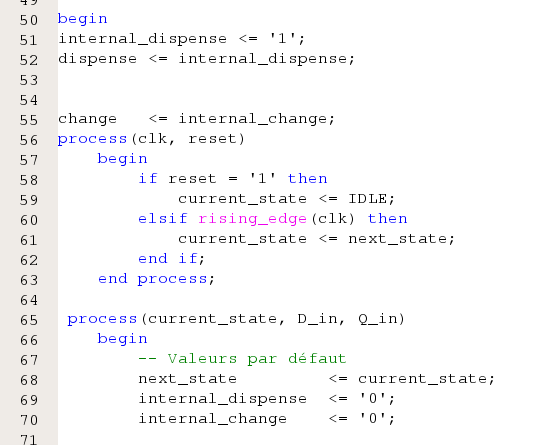 49
50 begin
51 internal_dispense <= '1';
52 dispense <= internal_dispense;
53
54
55 change   <= internal_change;
56 process(clk, reset)
57     begin
58         if reset = '1' then
59             current_state <= IDLE;
60         elsif rising_edge(clk) then
61             current_state <= next_state;
62         end if;
63     end process;
64
65  process(current_state, D_in, Q_in)
66     begin
67         -- Valeurs par défaut
68         next_state         <= current_state;
69         internal_dispense  <= '0';
70         internal_change    <= '0';
71